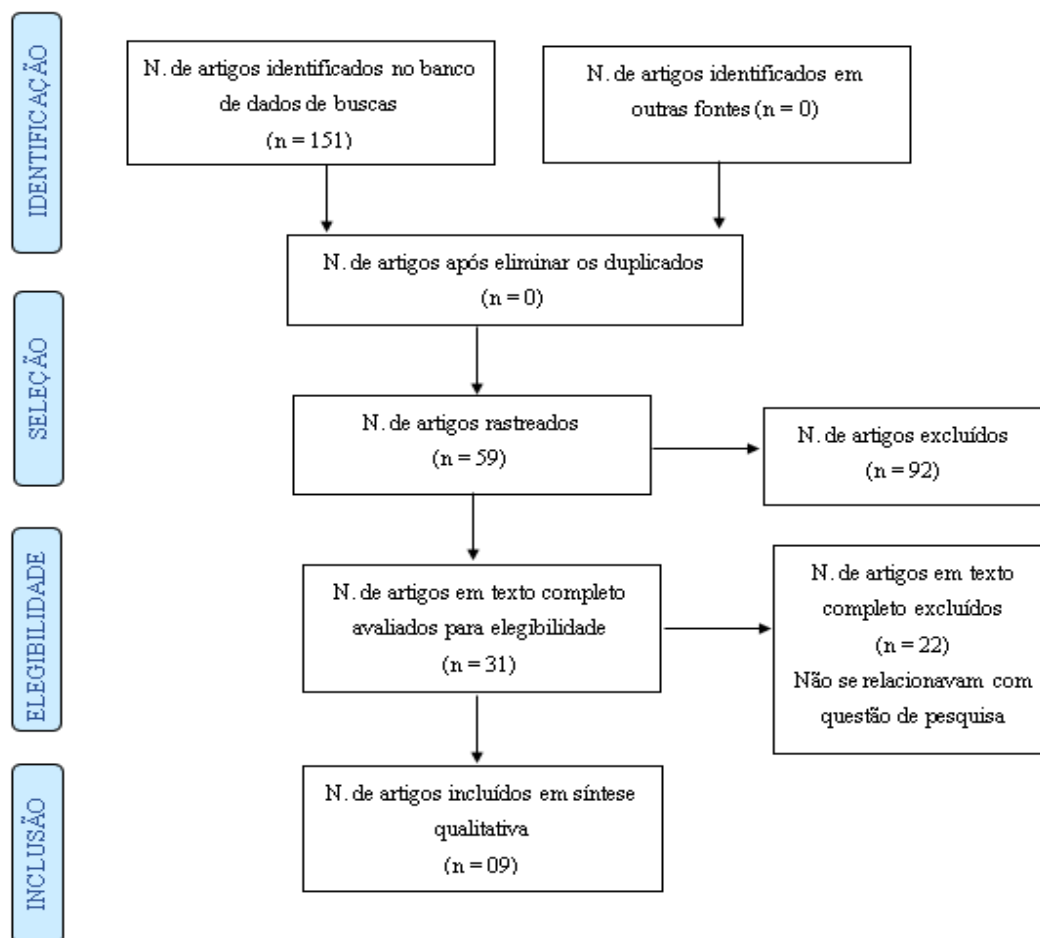 IDENTIFICAÇÃO
N. de artigos identificados no banco
de dados de buscas
(n = 151)
N. de artigos identificados em
outras fontes (n = 0)
N. de artigos após eliminar os duplicados
(n = 0)
SELEÇÃO
N. de artigos rastreados
(n = 59)
N. de artigos excluídos
(n = 92)
ELEGIBILIDADE
N. de artigos em texto completo
avaliados para elegibilidade
(n = 31)
N. de artigos em texto
completo excluídos
(n = 22)
Não se relacionavam com
questão de pesquisa
INCLUSÃO
N. de artigos incluídos em síntese
qualitativa
(n = 09)